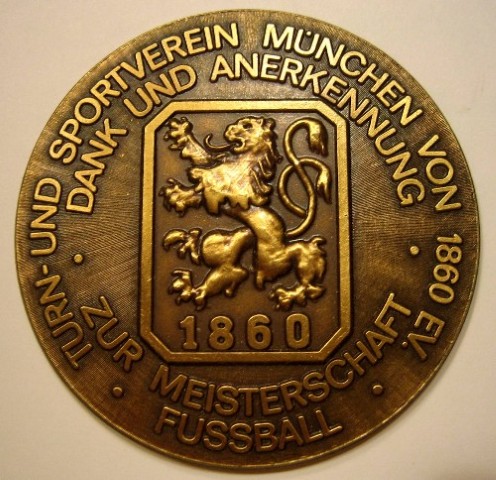 TURN- UND SPORTVEREIN MÜNCHEN VON 1860 E.V.
DANK UND ANERKENNUNG
1860
· ZUR MEISTERSCHAFT ·
· FUSSBALL ·